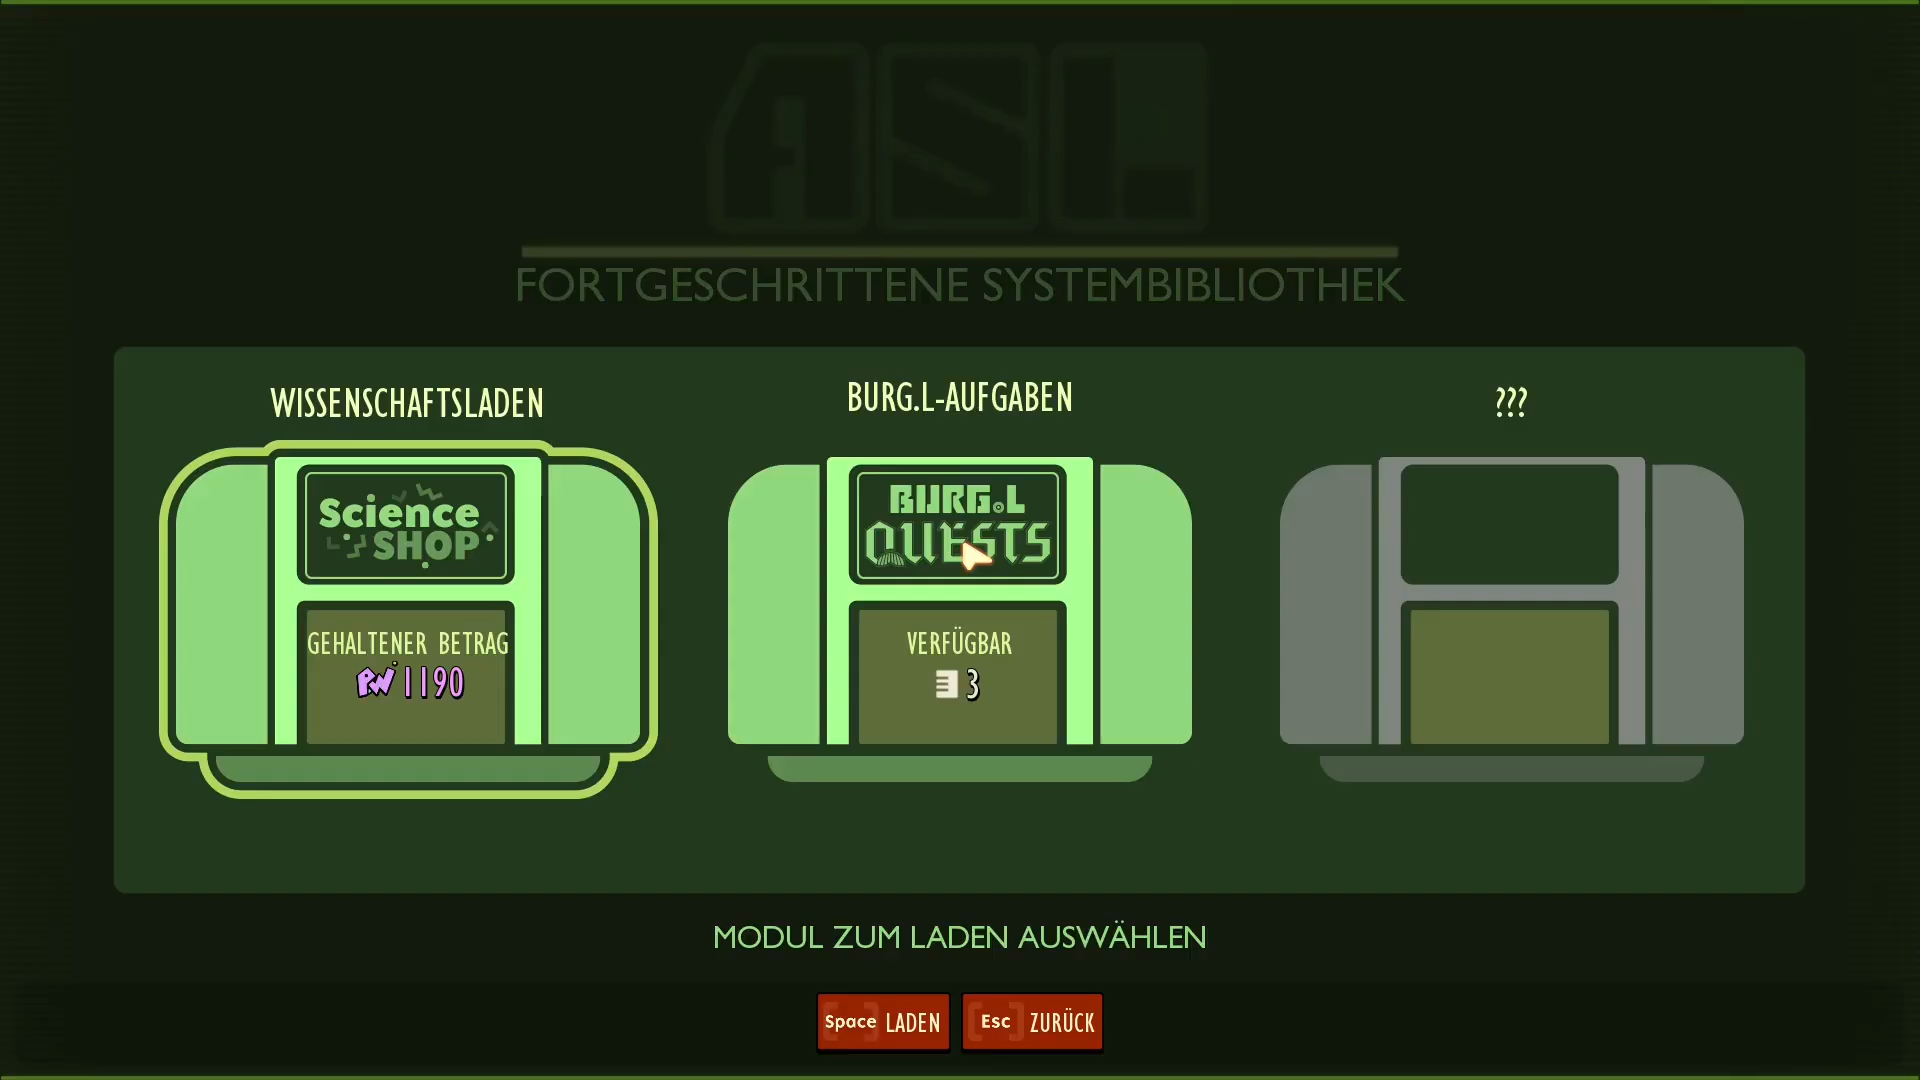 ASL
FORTGESCHRITTENE SYSTEMBIBLIOTHEK
WISSENSCHAFTSLADEN
BURG.L-AUFGABEN
???
Science
SHOP
BURG.L
QUESTS
GEHALTENER BETRAG
1190
VERFÜGBAR
3
MODUL ZUM LADEN AUSWÄHLEN
Space LADEN
Esc ZURÜCK